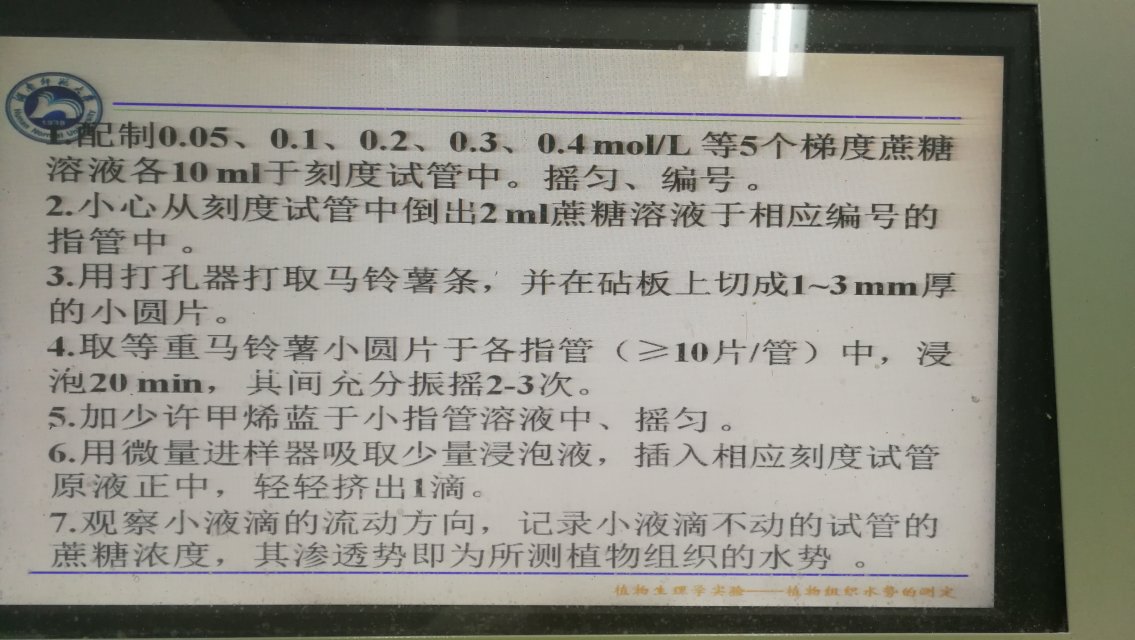 1.配制0.05、0.1、0.2、0.3、0.4 mol/L 等5个梯度蔗糖
溶液各10 ml于刻度试管中。摇匀、编号。
2.小心从刻度试管中倒出2 ml蔗糖溶液于相应编号的
指管中。
3.用打孔器打取马铃薯条，并在砧板上切成1~3 mm厚
的小圆片。
4.取等重马铃薯小圆片于各指管（≥10片/管）中，浸
泡20 min，其间充分振摇2-3次。
5.加少许甲烯蓝于小指管溶液中、摇匀。
6.用微量进样器吸取少量浸泡液，插入相应刻度试管
原液正中，轻轻挤出1滴。
7.观察小液滴的流动方向，记录小液滴不动的试管的
蔗糖浓度，其渗透势即为所测植物组织的水势 。
植物生理学实验——植物组织水势的测定